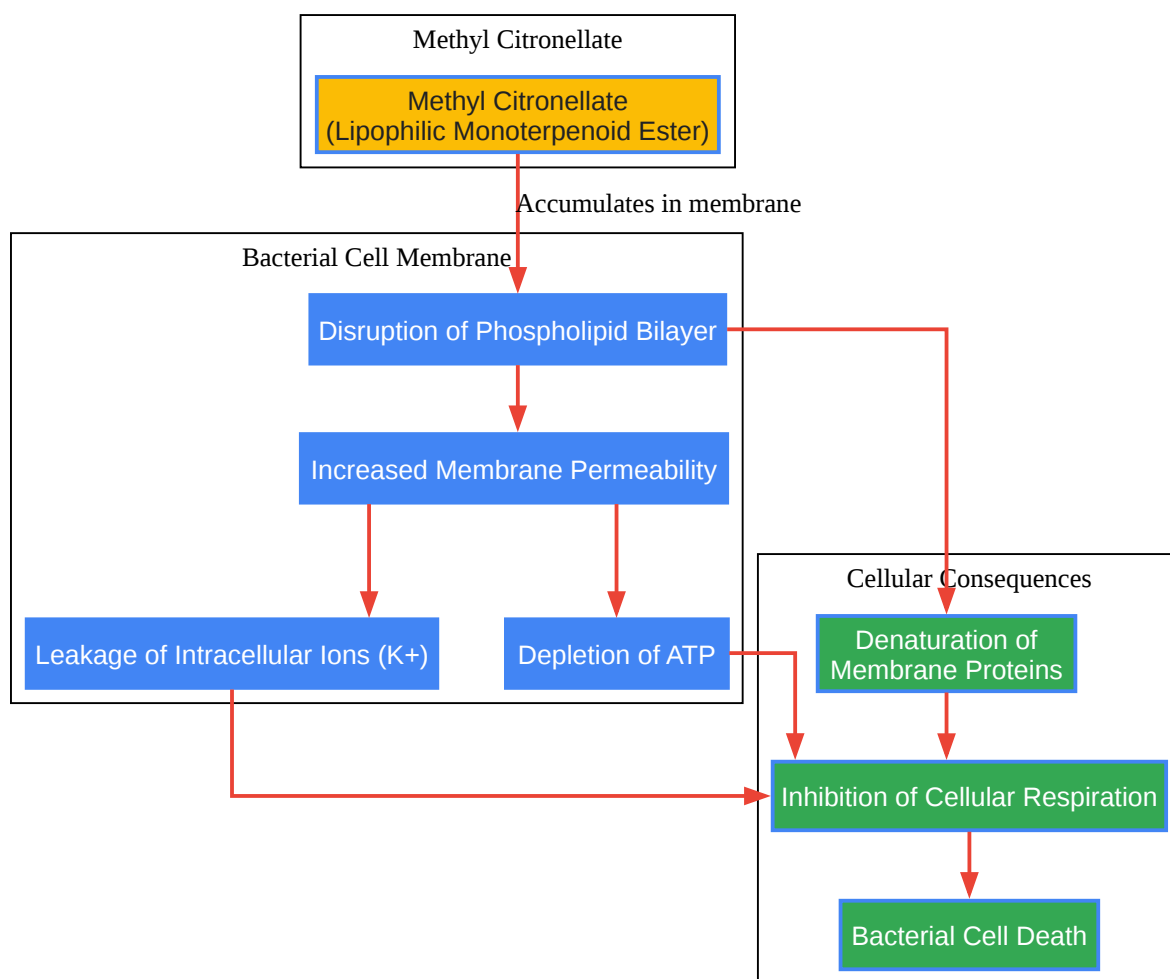 Methyl Citronellate
Methyl Citronellate
(Lipophilic Monoterpenoid Ester)
Accumulates in membrane
Bacterial Cell Membrane
Disruption of Phospholipid Bilayer
Increased Membrane Permeability
Leakage of Intracellular Ions (K+)
Depletion of ATP
Cellular Consequences
Denaturation of
Membrane Proteins
Inhibition of Cellular Respiration
Bacterial Cell Death